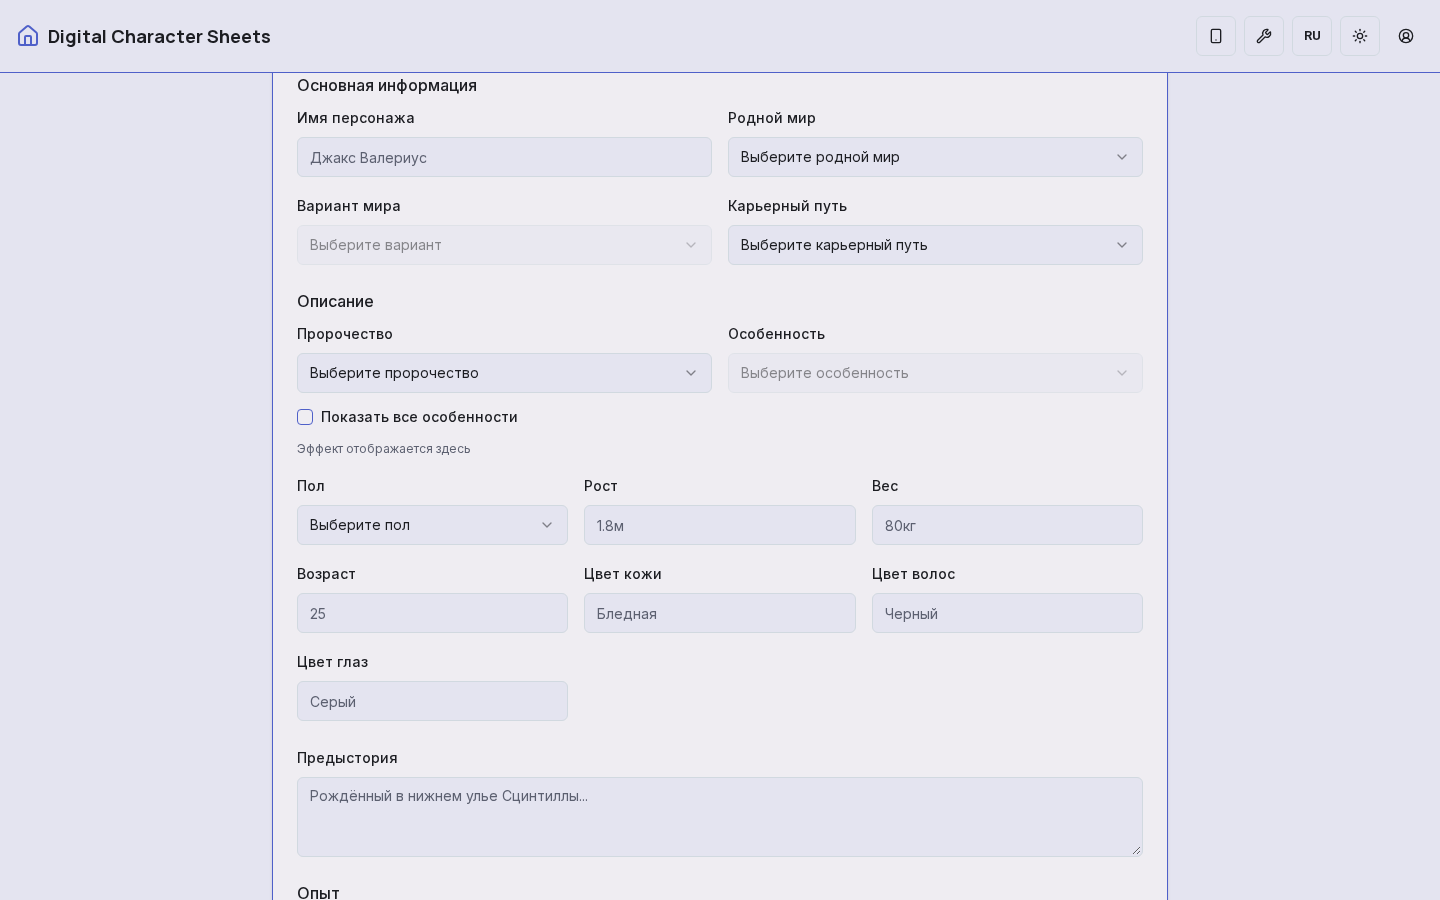 Digital Character Sheets
RU
Основная информация
Имя персонажа
Родной мир
Джакс Валериус
Выберите родной мир
Вариант мира
Карьерный путь
Выберите вариант
Выберите карьерный путь
Описание
Пророчество
Особенность
Выберите пророчество
Выберите особенность
Показать все особенности
Эффект отображается здесь
Пол
Рост
Вес
Выберите пол
1.8м
80кг
Возраст
Цвет кожи
Цвет волос
25
Бледная
Черный
Цвет глаз
Серый
Предыстория
Рождённый в нижнем улье Сцинтиллы...
Опыт